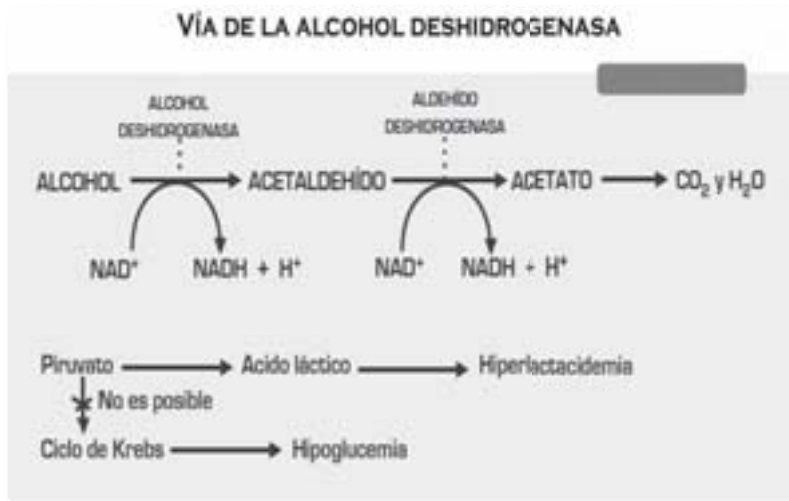 VÍA DE LA ALCOHOL DESHIDROGENASA
ALCOHOL
DESHIDROGENASA
ALDEHÍDO
DESHIDROGENASA
ALCOHOL → ACETALDEHÍDO → ACETATO → CO₂ y H₂O
NAD⁺ NADH + H⁺ NAD⁺ NADH + H⁺
Piruvato → Acido láctico → Hiperlactacidemia
No es posible
Ciclo de Krebs → Hipoglucemia